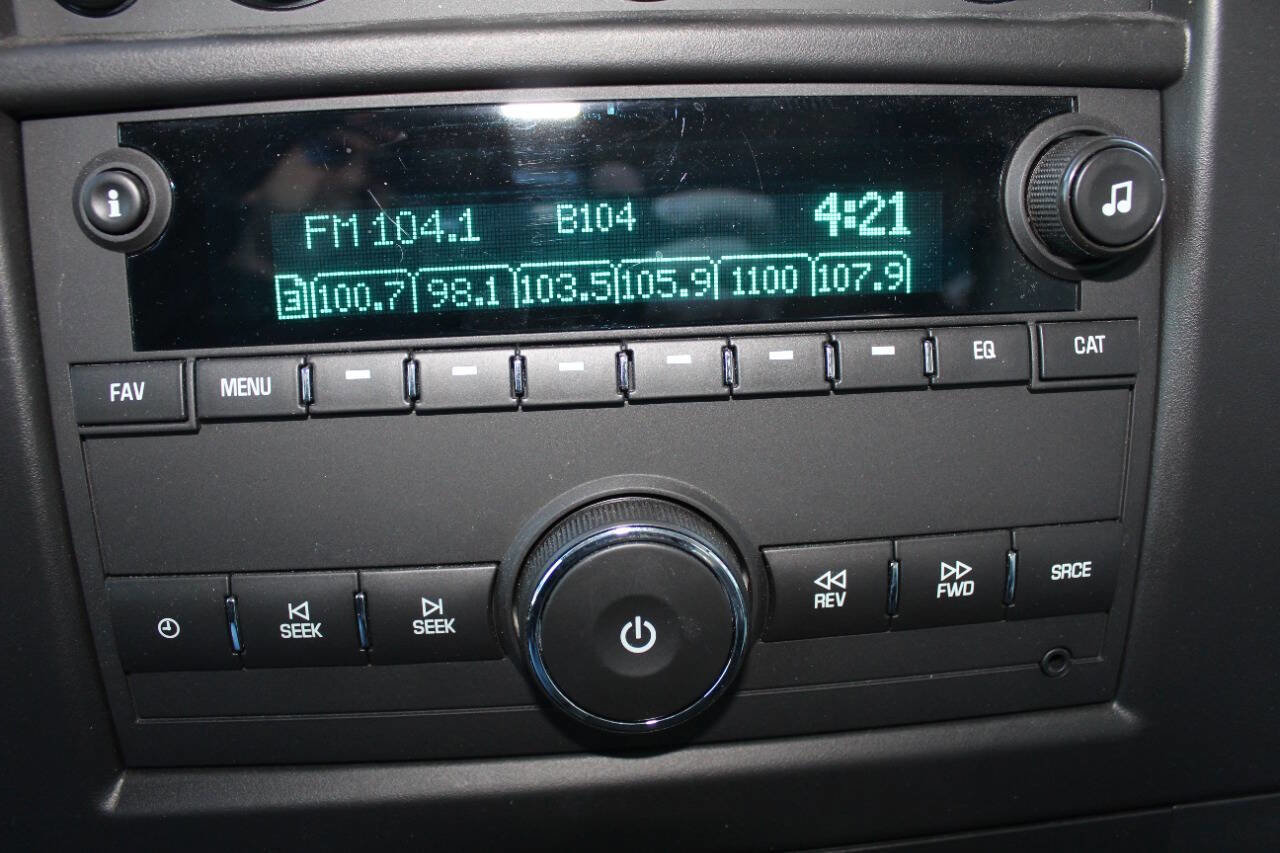 i
FM 104.1 B104 4:21
3 100.7 98.1 103.5 105.9 1100 107.9
FAV MENU EQ CAT
SEEK SEEK REV FWD SRCE